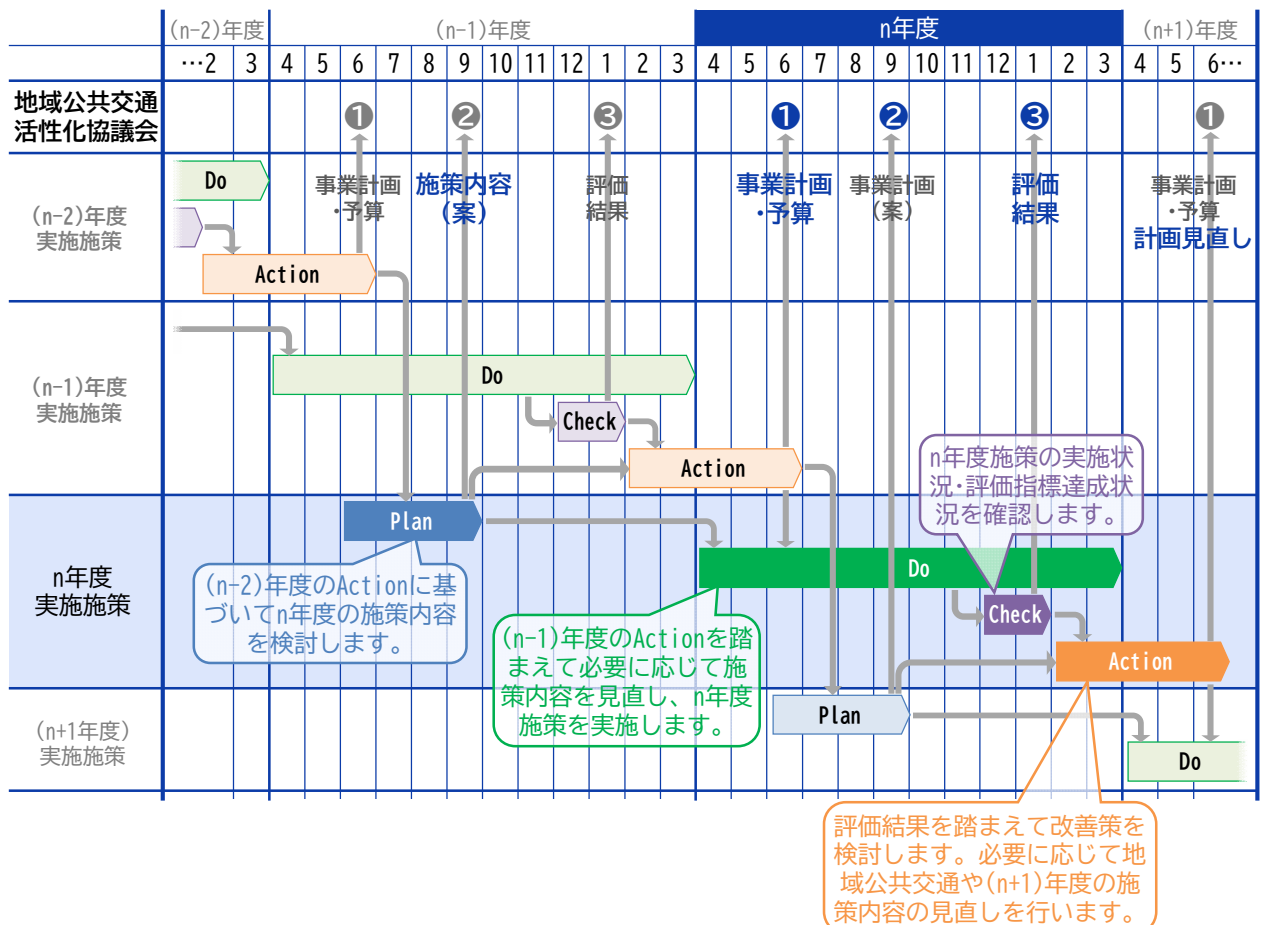 (n-2)年度
(n-1)年度
n年度
(n+1)年度
…2 3 4 5 6 7 8 9 10 11 12 1 2 3 4 5 6 7 8 9 10 11 12 1 2 3 4 5 6…
地域公共交通
活性化協議会
❶ ❷ ❸ ❶ ❷ ❸ ❶
(n-2)年度
実施施策
Do
事業計画
・予算
施策内容
(案)
評価
結果
事業計画
・予算
事業計画
(案)
評価
結果
事業計画
・予算
計画見直し
Action
(n-1)年度
実施施策
Do
Check
Action
n年度施策の実施状
況・評価指標達成状
況を確認します。
n年度
実施施策
Plan
(n-2)年度のActionに基
づいてn年度の施策内容
を検討します。
Do
(n-1)年度のActionを踏
まえて必要に応じて施
策内容を見直し、n年度
施策を実施します。
Check
Action
(n+1年度)
実施施策
Plan
Do
評価結果を踏まえて改善策を
検討します。必要に応じて地
域公共交通や(n+1)年度の施
策内容の見直しを行います。